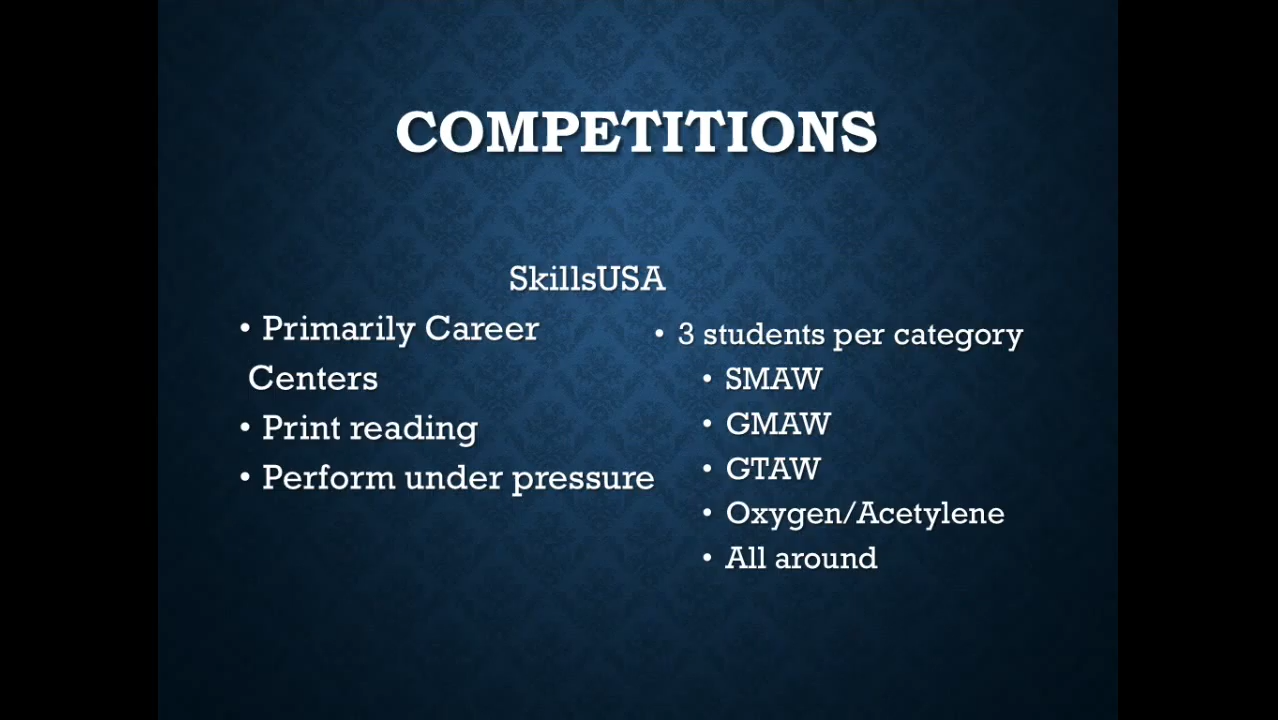 COMPETITIONS
SkillsUSA
• Primarily Career
Centers
• Print reading
• Perform under pressure
• 3 students per category
• SMAW
• GMAW
• GTAW
• Oxygen/Acetylene
• All around